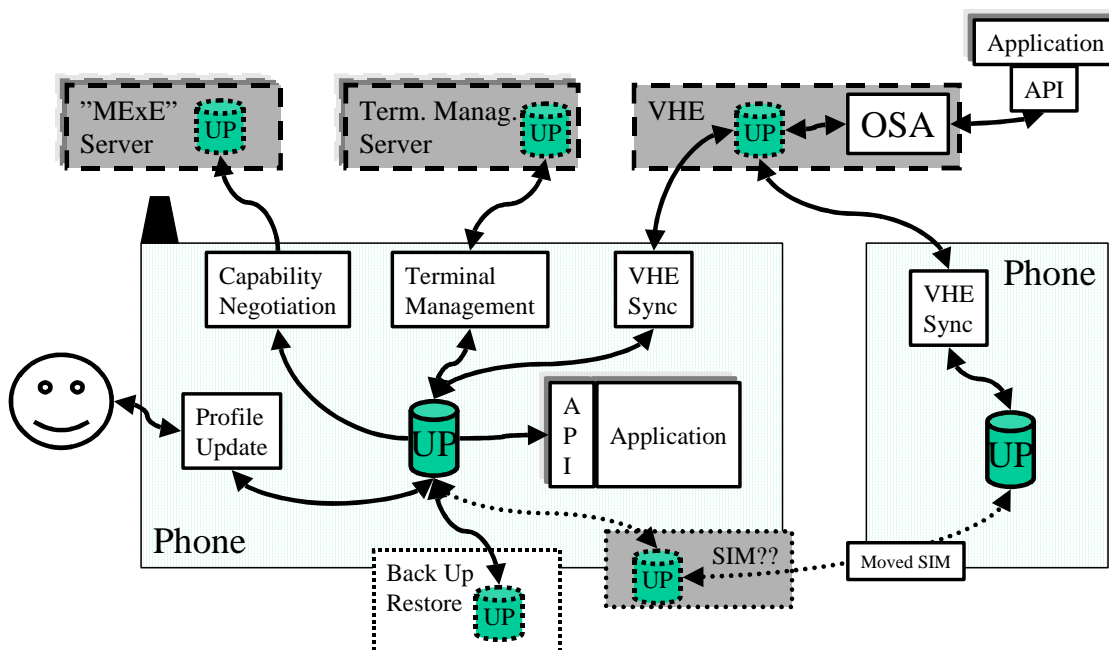 Application
API
”MExE”
Server
UP
Term. Manag.
Server
UP
VHE
UP
OSA
Capability
Negotiation
Terminal
Management
VHE
Sync
Phone
VHE
Sync
Profile
Update
UP
A
P
I
Application
UP
Phone
Back Up
Restore
UP
SIM??
UP
Moved SIM